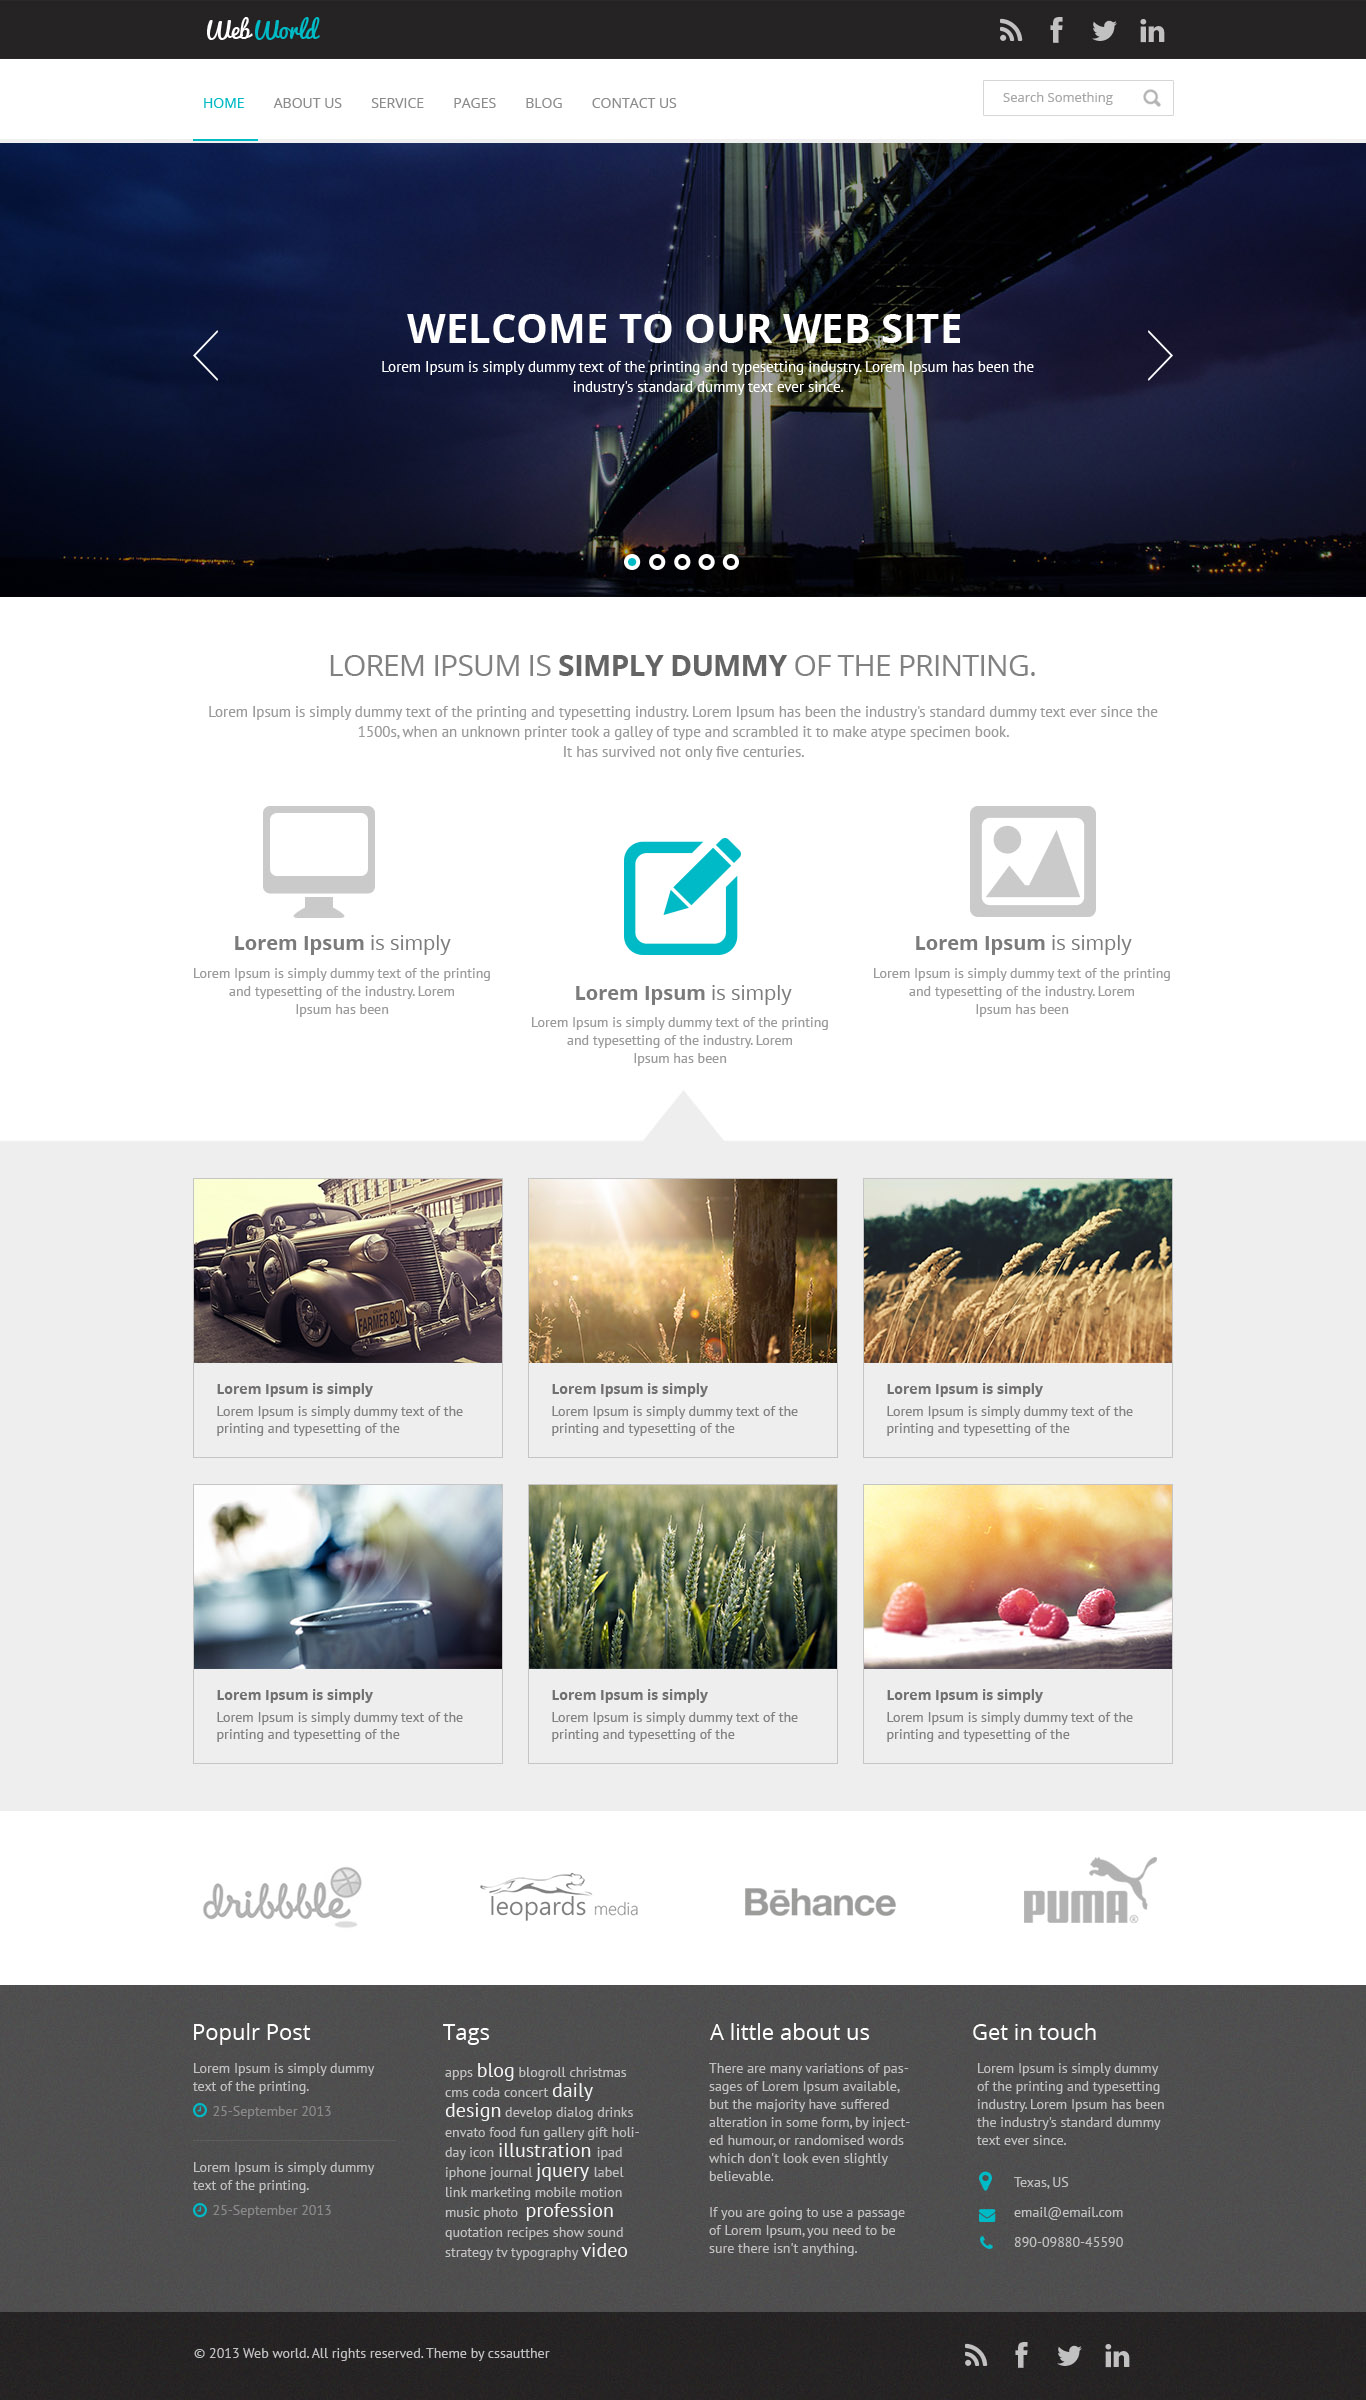 Web World
HOME ABOUT US SERVICE PAGES BLOG CONTACT US
Search Something
WELCOME TO OUR WEB SITE
Lorem Ipsum is simply dummy text of the printing and typesetting industry. Lorem Ipsum has been the
industry's standard dummy text ever since.
LOREM IPSUM IS SIMPLY DUMMY OF THE PRINTING.
Lorem Ipsum is simply dummy text of the printing and typesetting industry. Lorem Ipsum has been the industry's standard dummy text ever since the
1500s, when an unknown printer took a galley of type and scrambled it to make atype specimen book.
It has survived not only five centuries.
Lorem Ipsum is simply
Lorem Ipsum is simply dummy text of the printing
and typesetting of the industry. Lorem
Ipsum has been
Lorem Ipsum is simply
Lorem Ipsum is simply dummy text of the printing
and typesetting of the industry. Lorem
Ipsum has been
Lorem Ipsum is simply
Lorem Ipsum is simply dummy text of the printing
and typesetting of the industry. Lorem
Ipsum has been
FARMER BOY
Lorem Ipsum is simply
Lorem Ipsum is simply dummy text of the
printing and typesetting of the
Lorem Ipsum is simply
Lorem Ipsum is simply dummy text of the
printing and typesetting of the
Lorem Ipsum is simply
Lorem Ipsum is simply dummy text of the
printing and typesetting of the
Lorem Ipsum is simply
Lorem Ipsum is simply dummy text of the
printing and typesetting of the
Lorem Ipsum is simply
Lorem Ipsum is simply dummy text of the
printing and typesetting of the
Lorem Ipsum is simply
Lorem Ipsum is simply dummy text of the
printing and typesetting of the
dribbble
leopards media
Bēhance
PUMA®
Populr Post
Lorem Ipsum is simply dummy
text of the printing.
25-September 2013
Lorem Ipsum is simply dummy
text of the printing.
25-September 2013
Tags
apps blog blogroll christmas
cms coda concert daily
design develop dialog drinks
envato food fun gallery gift holi-
day icon illustration ipad
iphone journal jquery label
link marketing mobile motion
music photo profession
quotation recipes show sound
strategy tv typography video
A little about us
There are many variations of pas-
sages of Lorem Ipsum available,
but the majority have suffered
alteration in some form, by inject-
ed humour, or randomised words
which don't look even slightly
believable.
If you are going to use a passage
of Lorem Ipsum, you need to be
sure there isn't anything.
Get in touch
Lorem Ipsum is simply dummy
of the printing and typesetting
industry. Lorem Ipsum has been
the industry's standard dummy
text ever since.
Texas, US
email@email.com
890-09880-45590
© 2013 Web world. All rights reserved. Theme by cssautther